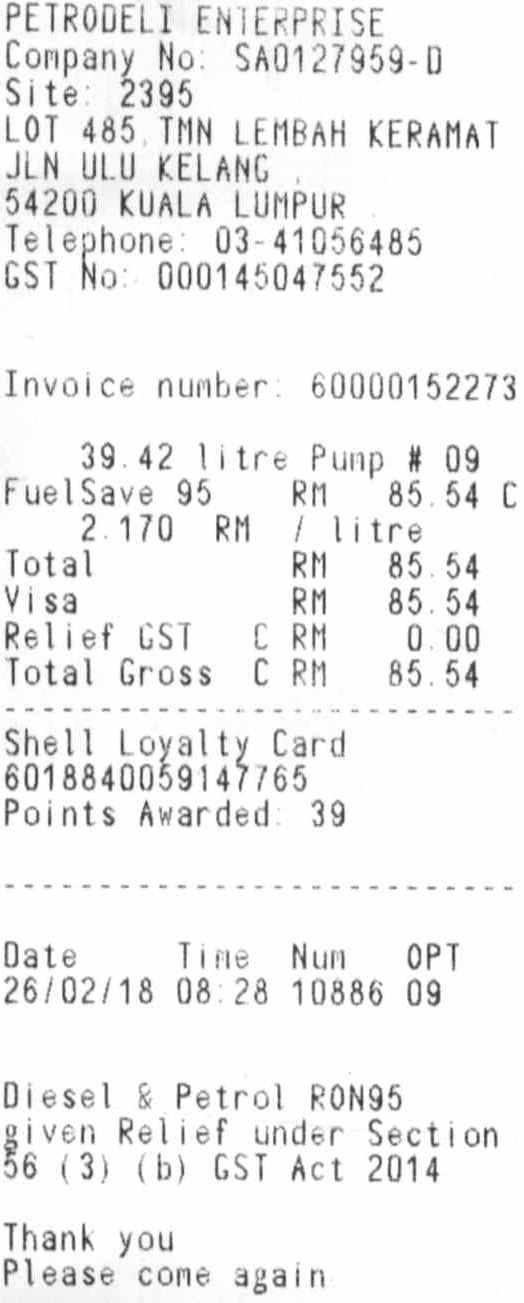 PETRODELI ENTERPRISE
Company No: SA0127959-D
Site: 2395
LOT 485, TMN LEMBAH KERAMAT
JLN ULU KELANG ,
54200 KUALA LUMPUR
Telephone: 03-41056485
GST No: 000145047552
Invoice number: 60000152273
39.42 litre Pump # 09
FuelSave 95 RM 85.54 C
2.170 RM / litre
Total RM 85.54
Visa RM 85.54
Relief GST C RM 0.00
Total Gross C RM 85.54
---------------------------
Shell Loyalty Card
6018840059147765
Points Awarded: 39
---------------------------
Date Time Num OPT
26/02/18 08:28 10886 09
Diesel & Petrol RON95
given Relief under Section
56 (3) (b) GST Act 2014
Thank you
Please come again